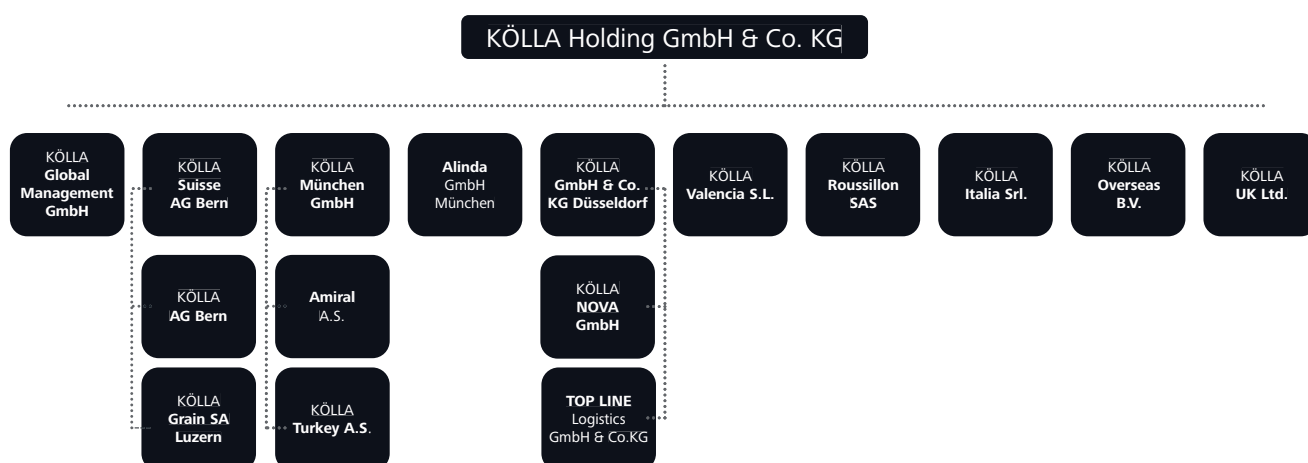 KÖLLA Holding GmbH & Co. KG
KÖLLA
Global
Management
GmbH
KÖLLA
Suisse
AG Bern
KÖLLA
München
GmbH
Alinda
GmbH
München
KÖLLA
GmbH & Co.
KG Düsseldorf
KÖLLA
Valencia S.L.
KÖLLA
Roussillon
SAS
KÖLLA
Italia Srl.
KÖLLA
Overseas
B.V.
KÖLLA
UK Ltd.
KÖLLA
AG Bern
Amiral
A.S.
KÖLLA
NOVA
GmbH
KÖLLA
Grain SA
Luzern
KÖLLA
Turkey A.S.
TOP LINE
Logistics
GmbH & Co.KG